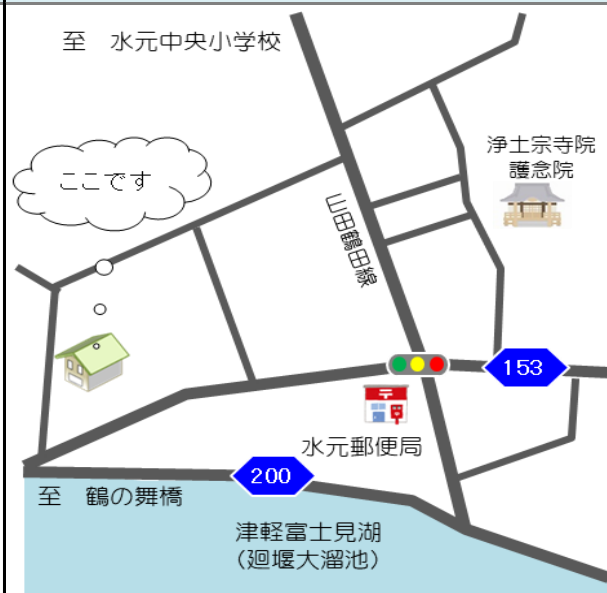 至　水元中央小学校
浄土宗寺院
護念院
ここです
山田鶴田線
153
〒
水元郵便局
200
至　鶴の舞橋
津軽富士見湖
(廻堰大溜池)